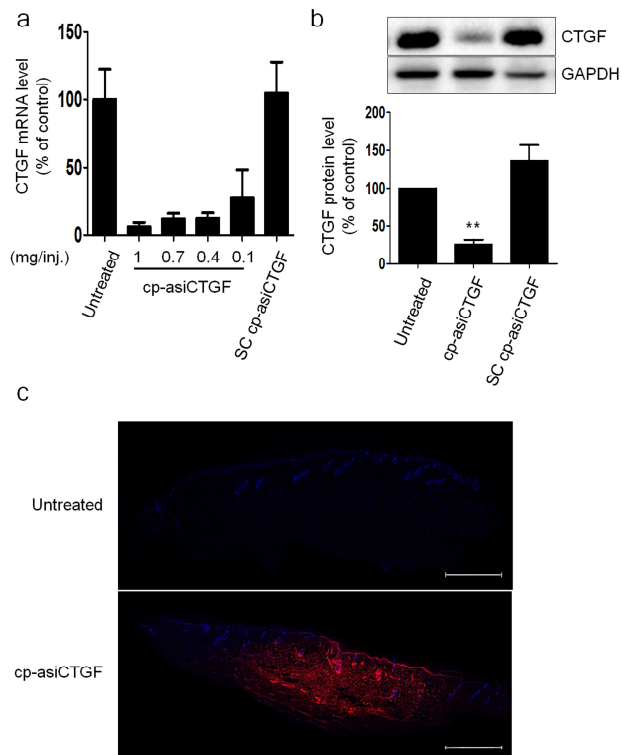 a
CTGF mRNA level
(% of control)
150
100
50
0
(mg/inj.)
1 0.7 0.4 0.1
cp-asiCTGF
Untreated
SC cp-asiCTGF
b
CTGF
GAPDH
CTGF protein level
(% of control)
200
150
100
50
0
**
Untreated
cp-asiCTGF
SC cp-asiCTGF
c
Untreated
cp-asiCTGF